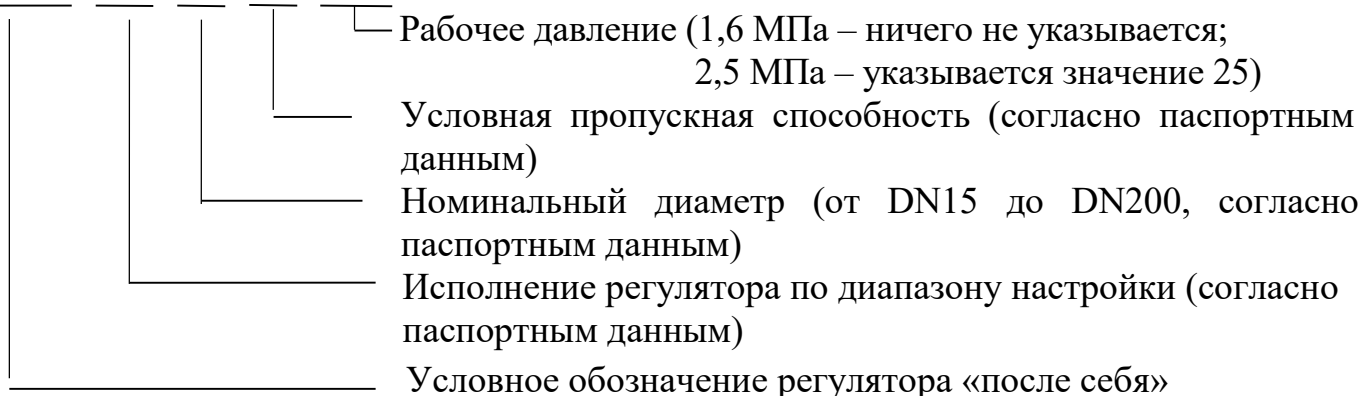 Рабочее давление (1,6 МПа – ничего не указывается;
2,5 МПа – указывается значение 25)
Условная пропускная способность (согласно паспортным
данным)
Номинальный диаметр (от DN15 до DN200, согласно
паспортным данным)
Исполнение регулятора по диапазону настройки (согласно
паспортным данным)
Условное обозначение регулятора «после себя»